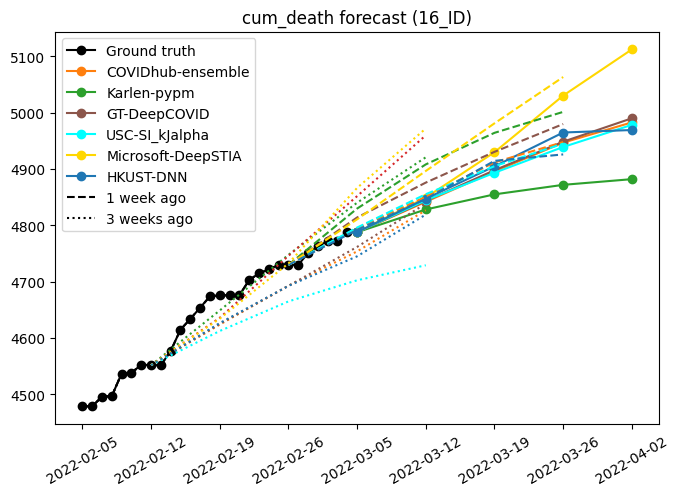 cum_death forecast (16_ID)
5100
5000
4900
4800
4700
4600
4500
Ground truth
COVIDhub-ensemble
Karlen-pypm
GT-DeepCOVID
USC-SI_kJalpha
Microsoft-DeepSTIA
HKUST-DNN
1 week ago
3 weeks ago
2022-02-05
2022-02-12
2022-02-19
2022-02-26
2022-03-05
2022-03-12
2022-03-19
2022-03-26
2022-04-02